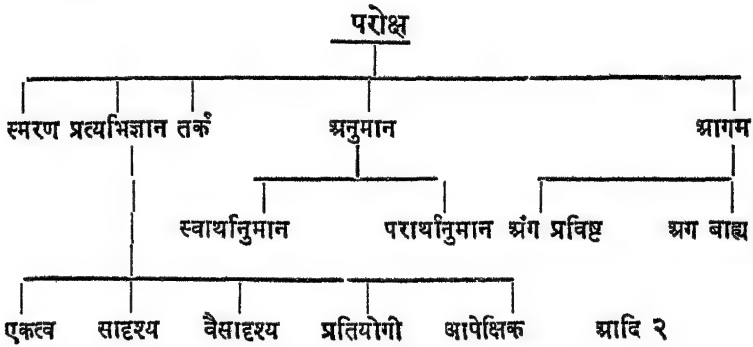 परोक्ष
स्मरण प्रत्यभिज्ञान तर्क अनुमान आगम
स्वार्थानुमान परार्थानुमान अंग प्रविष्ट अग बाह्य
एकत्व सादृश्य वैसादृश्य प्रतियोगी आपेक्षिक आदि २